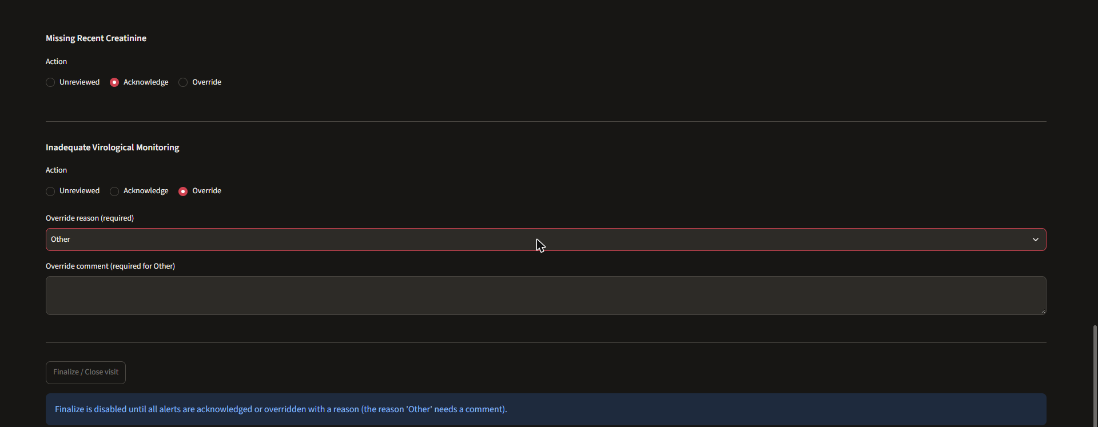 Missing Recent Creatinine
Action
Unreviewed Acknowledge Override
Inadequate Virological Monitoring
Action
Unreviewed Acknowledge Override
Override reason (required)
Other
Override comment (required for Other)
Finalize / Close visit
Finalize is disabled until all alerts are acknowledged or overridden with a reason (the reason 'Other' needs a comment).